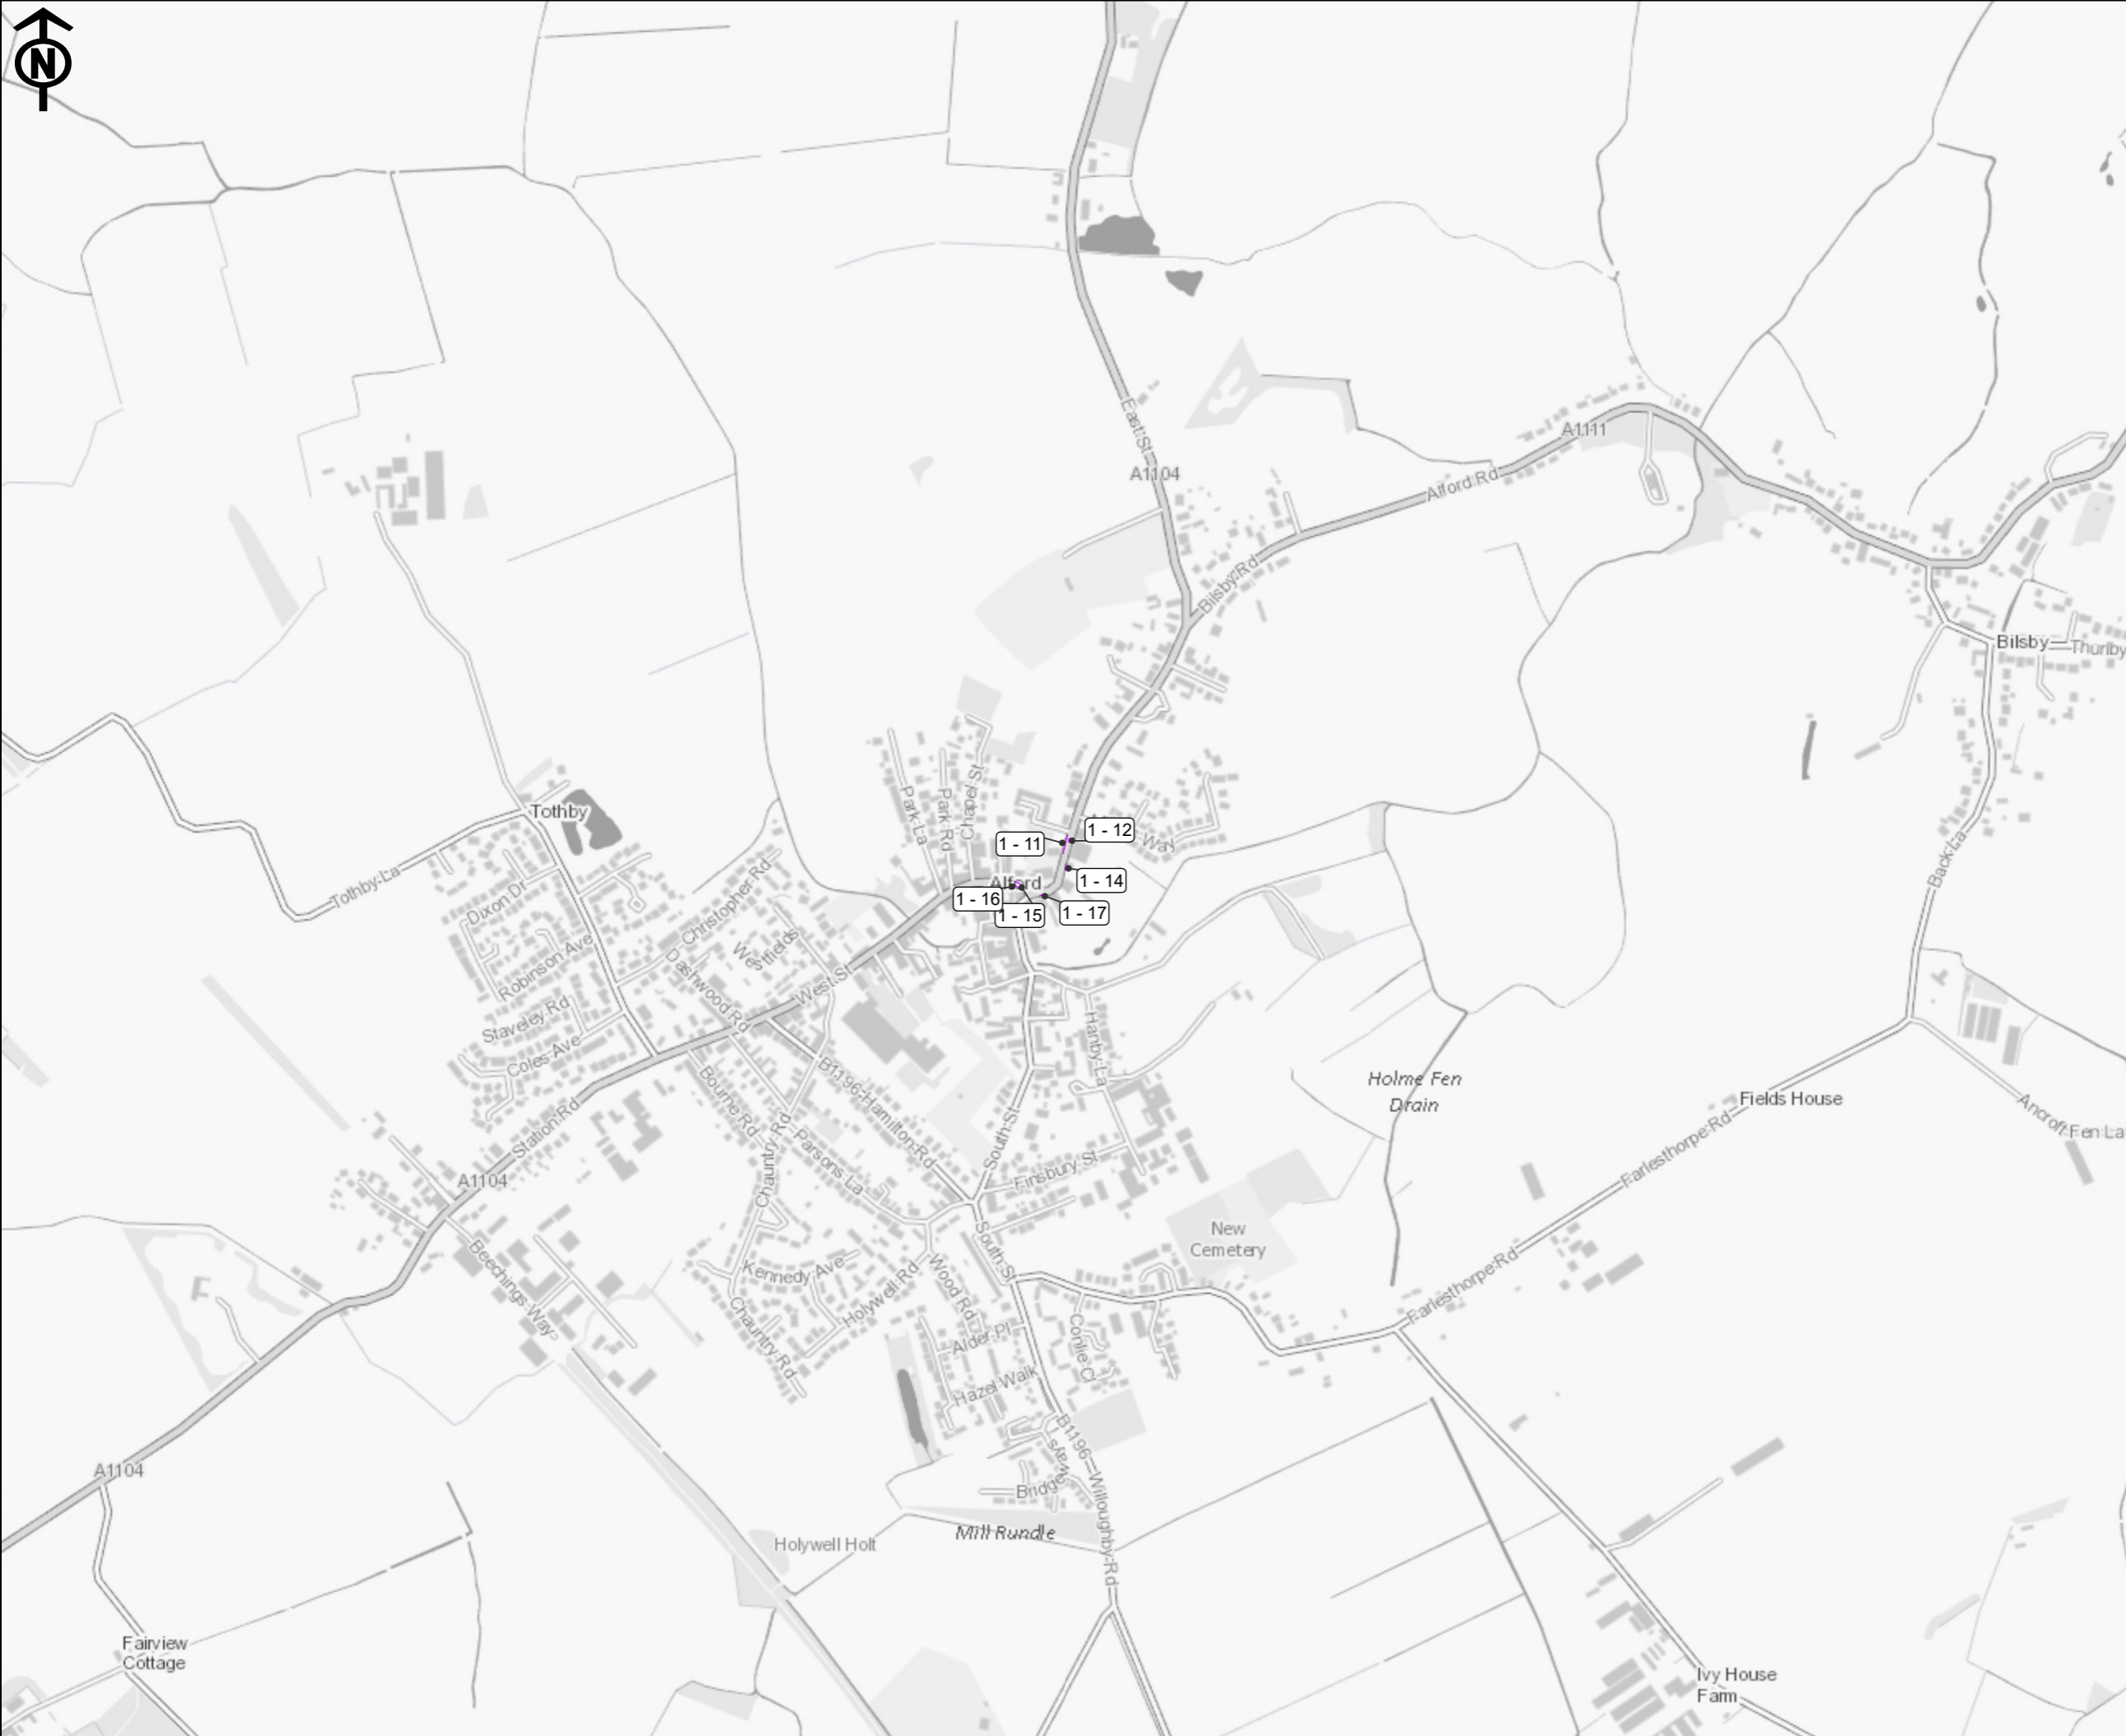 N
East St
A1104
A1111
Alford Rd
Bilsby Rd
Bilsby
Thurlby
Park La
Park Rd
Chapel St
Tothby
1 - 12
1 - 11
Way
Tothby La
Alford
1 - 14
1 - 16
1 - 15
1 - 17
Back La
Dixon Dr
Christopher Rd
Westfields
Robinson Ave
Dashwood Rd
West St
Staveley Rd
Coles Ave
Hanby La
Holme Fen
Drain
Fields House
Ancroft Fen La
B1196
Hamilton Rd
Bourne Rd
Station Rd
Chauntry Rd
Parsons La
South St
Finsbury St
Farlesthorpe Rd
A1104
New
Cemetery
South St
Beechings Way
Kennedy Ave
Holywell Rd
Wood Rd
Farlesthorpe Rd
Chauntry Rd
Alder Pl
Hazel Walk
A1104
B1196
Willoughby Rd
Bridge
Mill Rundle
Holywell Holt
Fairview
Cottage
Ivy House
Farm